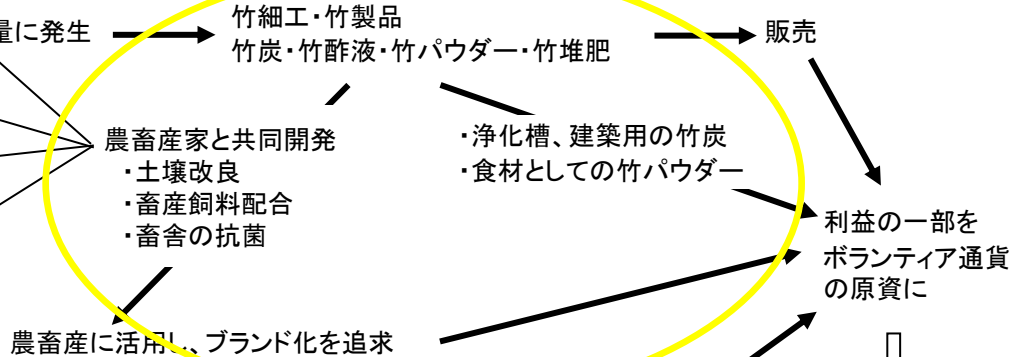 量に発生
竹細工・竹製品
竹炭・竹酢液・竹パウダー・竹堆肥
販売
農畜産家と共同開発
・土壌改良
・畜産飼料配合
・畜舎の抗菌
・浄化槽、建築用の竹炭
・食材としての竹パウダー
利益の一部を
ボランティア通貨
の原資に
農畜産に活用し、ブランド化を追求